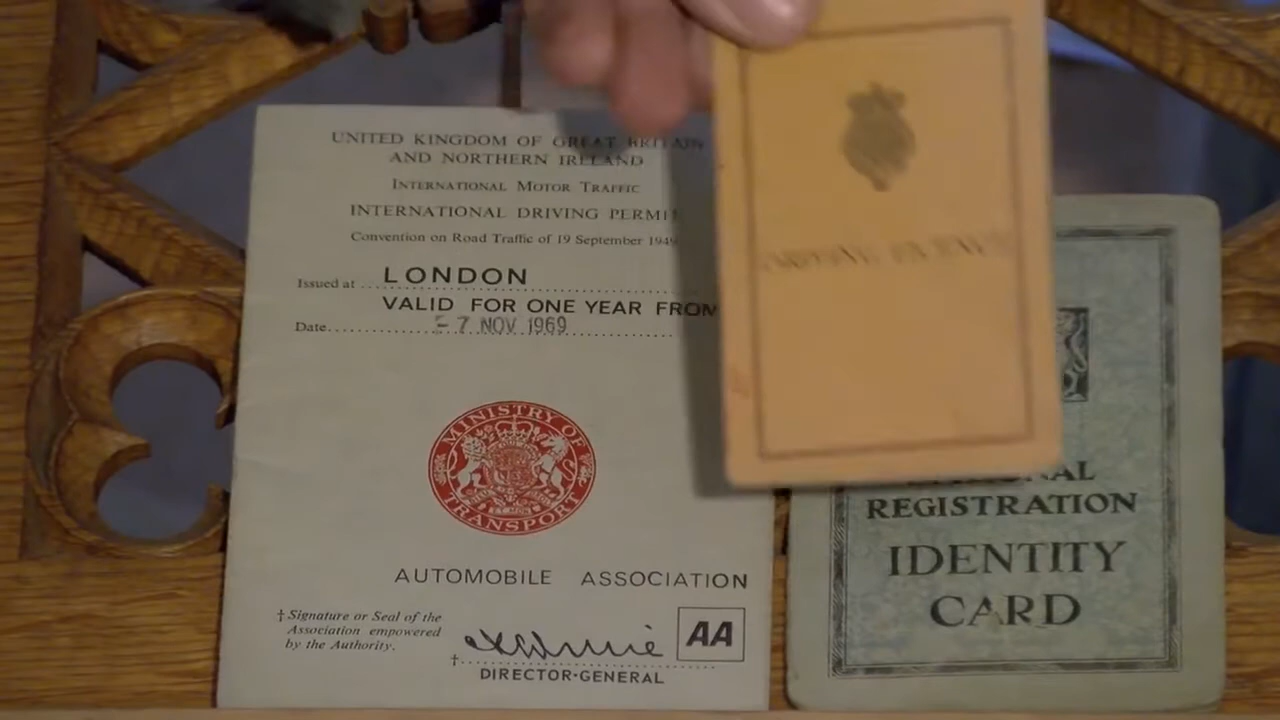 UNITED KINGDOM OF GREAT BRITAIN
AND NORTHERN IRELAND
INTERNATIONAL MOTOR TRAFFIC
INTERNATIONAL DRIVING PERMIT
Convention on Road Traffic of 19 September 1949
Issued at LONDON
VALID FOR ONE YEAR FROM
Date - 7 NOV 1969
MINISTRY OF
TRANSPORT
AUTOMOBILE ASSOCIATION
† Signature or Seal of the
Association empowered
by the Authority.
AA
†
DIRECTOR-GENERAL
REGISTRATION
IDENTITY
CARD